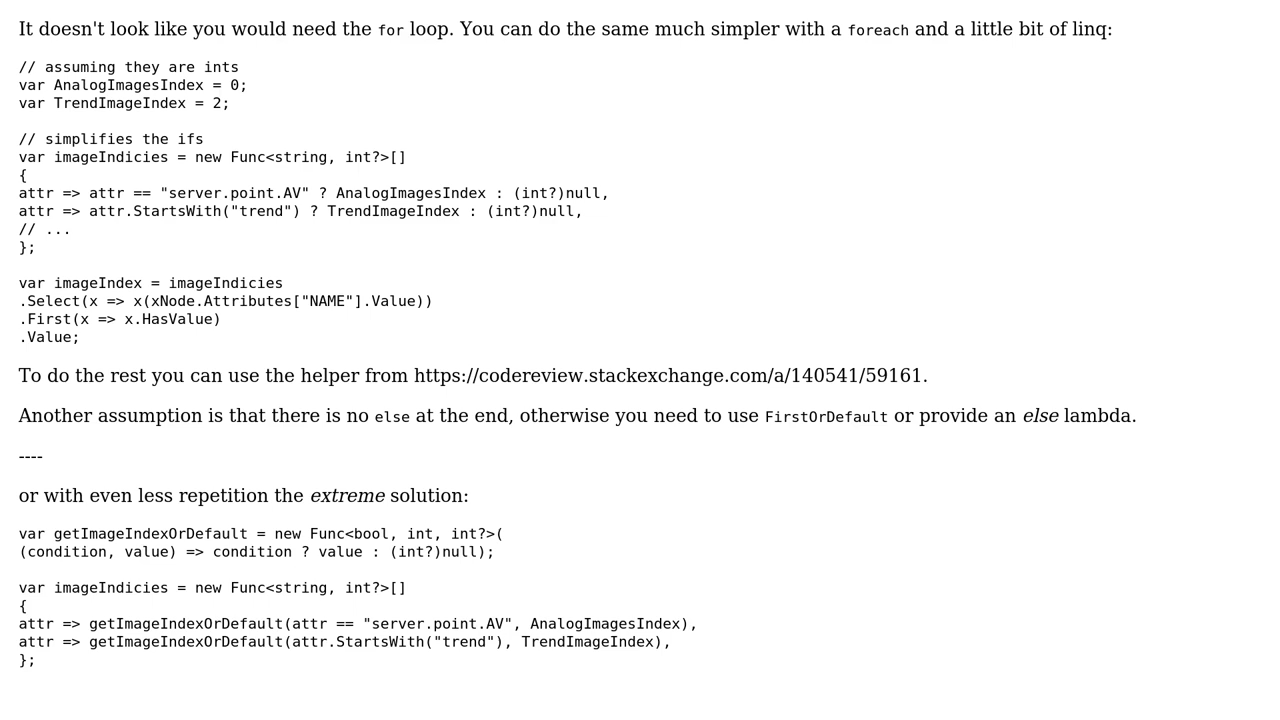 It doesn't look like you would need the for loop. You can do the same much simpler with a foreach and a little bit of linq:
// assuming they are ints
var AnalogImagesIndex = 0;
var TrendImageIndex = 2;
// simplifies the ifs
var imageIndicies = new Func<string, int?>[]
{
attr => attr == "server.point.AV" ? AnalogImagesIndex : (int?)null,
attr => attr.StartsWith("trend") ? TrendImageIndex : (int?)null,
// ...
};
var imageIndex = imageIndicies
.Select(x => x(xNode.Attributes["NAME"].Value))
.First(x => x.HasValue)
.Value;
To do the rest you can use the helper from https://codereview.stackexchange.com/a/140541/59161.
Another assumption is that there is no else at the end, otherwise you need to use FirstOrDefault or provide an else lambda.
----
or with even less repetition the extreme solution:
var getImageIndexOrDefault = new Func<bool, int, int?>(
(condition, value) => condition ? value : (int?)null);
var imageIndicies = new Func<string, int?>[]
{
attr => getImageIndexOrDefault(attr == "server.point.AV", AnalogImagesIndex),
attr => getImageIndexOrDefault(attr.StartsWith("trend"), TrendImageIndex),
};